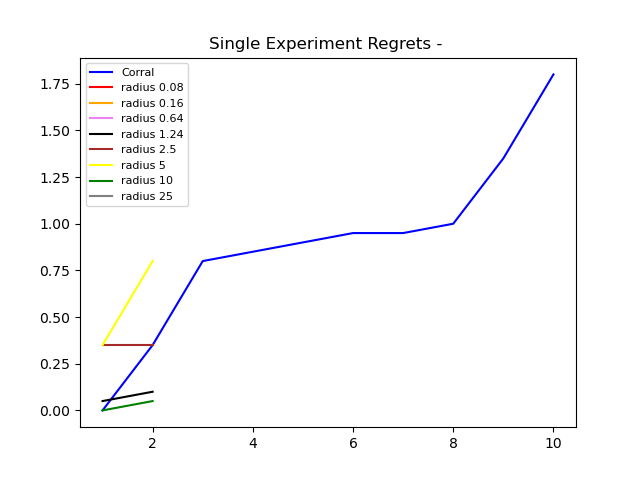 Single Experiment Regrets -
Corral
radius 0.08
radius 0.16
radius 0.64
radius 1.24
radius 2.5
radius 5
radius 10
radius 25
1.75
1.50
1.25
1.00
0.75
0.50
0.25
0.00
2 4 6 8 10